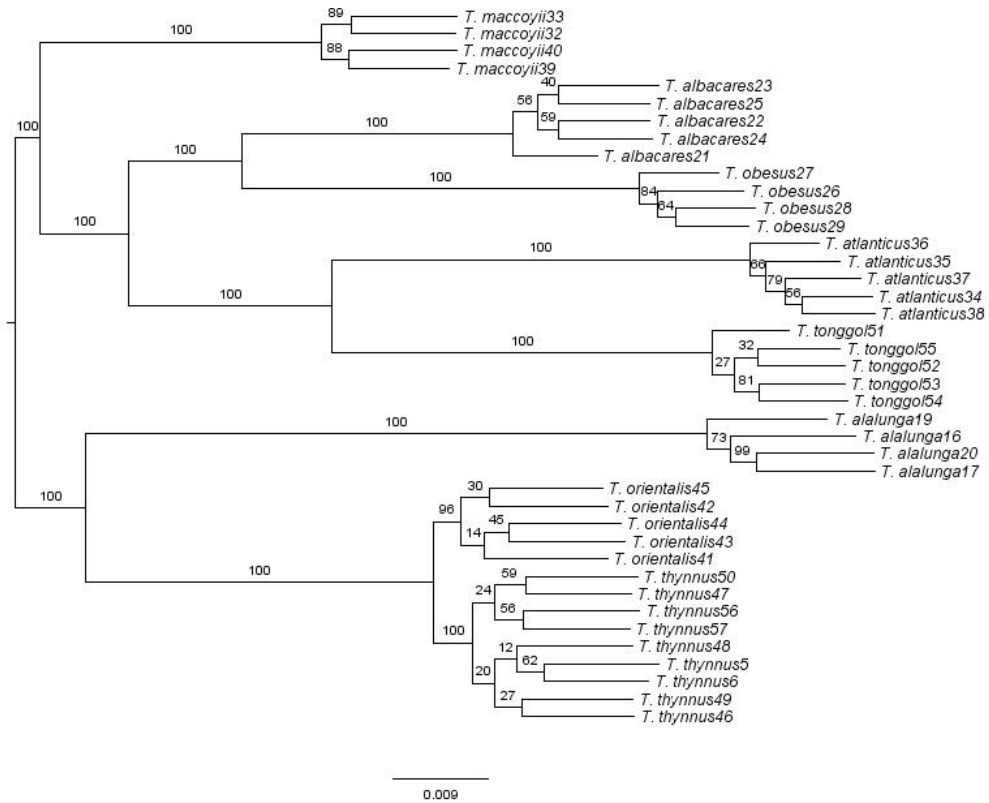 89
T. maccoyii33
100
T. maccoyii32
88
T. maccoyii40
T. maccoyii39
40
T. albacares23
56
T. albacares25
100
59
T. albacares22
100
T. albacares24
100
T. albacares21
100
T. obesus27
84
T. obesus26
64
T. obesus28
100
T. obesus29
100
T. atlanticus36
66
T. atlanticus35
79
T. atlanticus37
100
56
T. atlanticus34
T. atlanticus38
T. tonggol51
100
32
T. tonggol55
27
T. tonggol52
81
T. tonggol53
T. tonggol54
100
T. alalunga19
73
T. alalunga16
99
T. alalunga20
T. alalunga17
100
30
T. orientalis45
96
T. orientalis42
45
T. orientalis44
14
T. orientalis43
T. orientalis41
100
59
T. thynnus50
24
T. thynnus47
56
T. thynnus56
100
T. thynnus57
12
T. thynnus48
62
T. thynnus5
20
T. thynnus6
27
T. thynnus49
T. thynnus46
0.009